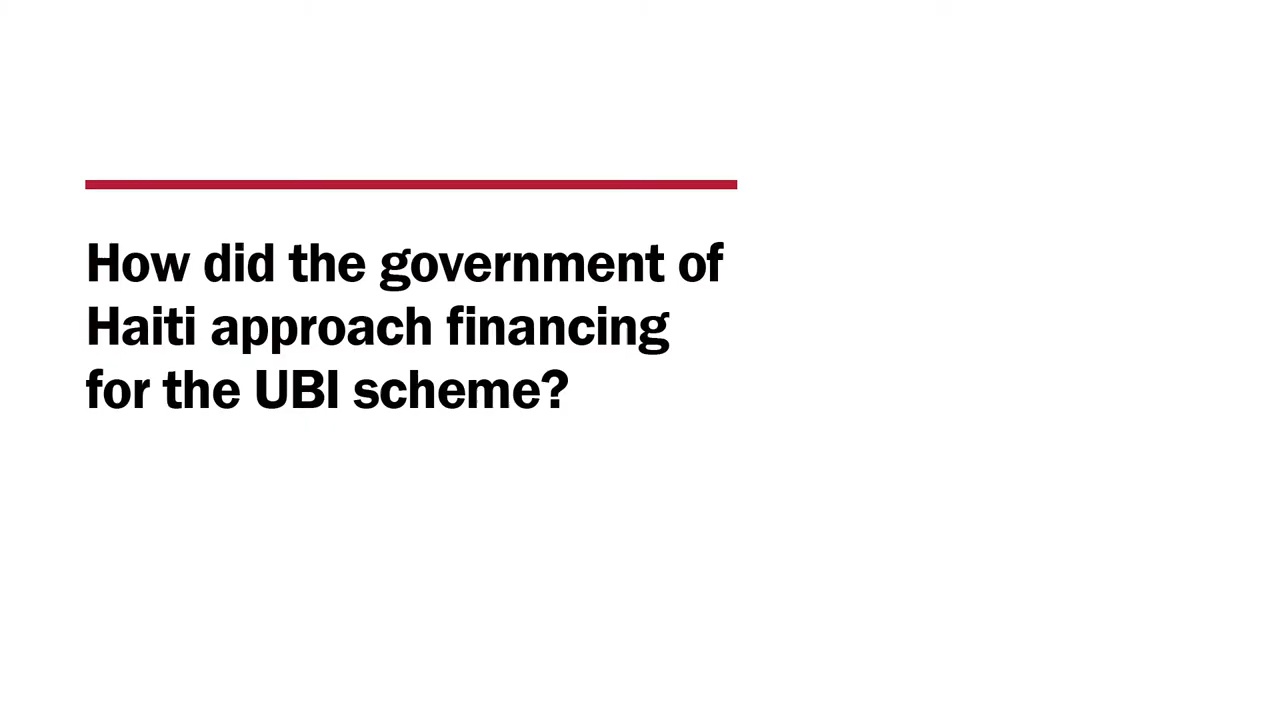 How did the government of
Haiti approach financing
for the UBI scheme?